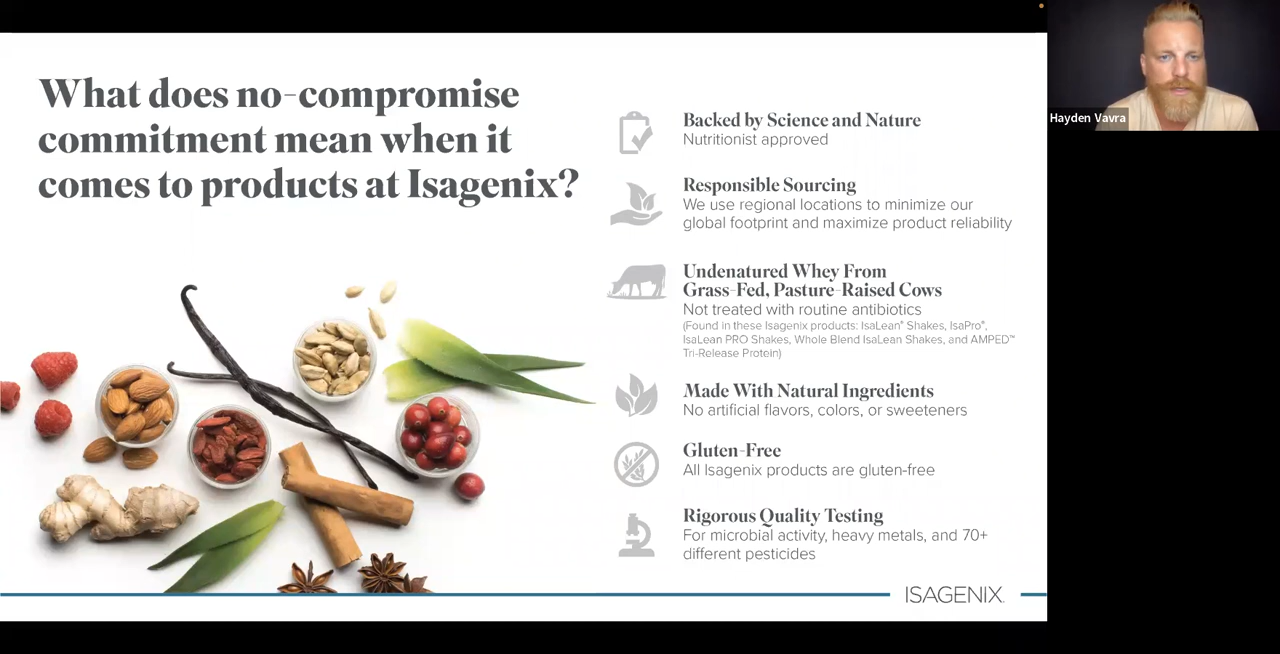 What does no-compromise
commitment mean when it
comes to products at Isagenix?
Backed by Science and Nature
Nutritionist approved
Responsible Sourcing
We use regional locations to minimize our
global footprint and maximize product reliability
Undenatured Whey From
Grass-Fed, Pasture-Raised Cows
Not treated with routine antibiotics
(Found in these Isagenix products: IsaLean® Shakes, IsaPro®,
IsaLean PRO Shakes, Whole Blend IsaLean Shakes, and AMPED™
Tri-Release Protein)
Made With Natural Ingredients
No artificial flavors, colors, or sweeteners
Gluten-Free
All Isagenix products are gluten-free
Rigorous Quality Testing
For microbial activity, heavy metals, and 70+
different pesticides
ISAGENIX
Hayden Vavra